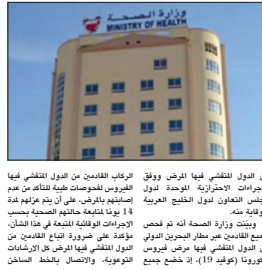 وزارة الصحة
MINISTRY OF HEALTH
من الدول المتفشي فيها المرض ووفق
الإجراءات الاحترازية الموحدة لدول
مجلس التعاون لدول الخليج العربية
للوقاية منه.
وبيّنت وزارة الصحة أنه تم فحص
جميع القادمين عبر مطار البحرين الدولي
من الدول المتفشي فيها مرض فيروس
كورونا (كوفيد 19)، إذ خضع جميع
الركاب القادمين من الدول المتفشي فيها
الفيروس لفحوصات طبية للتأكد من عدم
إصابتهم بالمرض، على أن يتم عزلهم لمدة
14 يومًا لمتابعة حالتهم الصحية بحسب
الإجراءات الوقائية المتبعة في هذا الشأن،
مؤكدة على ضرورة اتباع القادمين من
الدول المتفشي فيها المرض كل الإرشادات
التوعوية، والاتصال بالخط الساخن